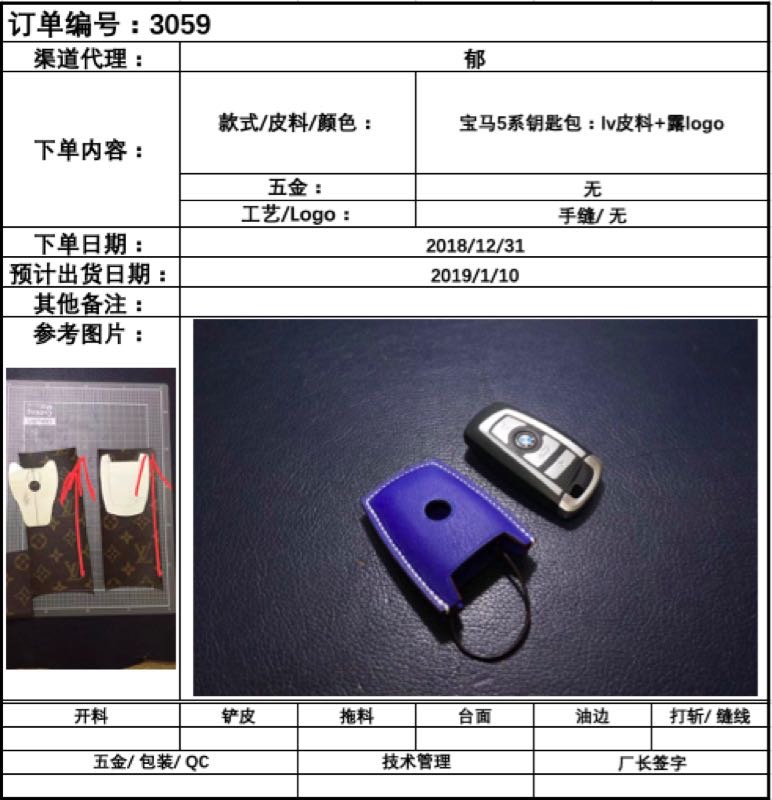 订单编号：3059
渠道代理：
郁
下单内容：
款式/皮料/颜色：
宝马5系钥匙包：lv皮料+露logo
五金：
无
工艺/Logo：
手缝/ 无
下单日期：
2018/12/31
预计出货日期：
2019/1/10
其他备注：
参考图片：
开料
铲皮
拖料
台面
油边
打斩/ 缝线
五金/ 包装/ QC
技术管理
厂长签字